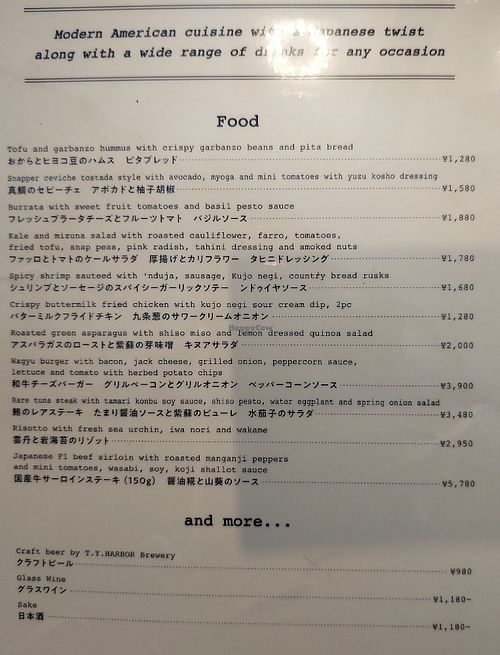 Modern American cuisine with a Japanese twist
along with a wide range of drinks for any occasion
Food
Tofu and garbanzo hummus with crispy garbanzo beans and pita bread
おからとヒヨコ豆のハムス ピタブレッド ¥1,280
Snapper ceviche tostada style with avocado, myoga and mini tomatoes with yuzu kosho dressing
真鯛のセビーチェ アボカドと柚子胡椒 ¥1,580
Burrata with sweet fruit tomatoes and basil pesto sauce
フレッシュブラータチーズとフルーツトマト バジルソース ¥1,880
Kale and mizuna salad with roasted cauliflower, farro, tomatoes,
fried tofu, snap peas, pink radish, tahini dressing and smoked nuts
ファッロとトマトのケールサラダ 厚揚げとカリフラワー タヒニドレッシング ¥1,780
Spicy shrimp sauteed with 'nduja, sausage, Kujo negi, country bread rusks
シュリンプとソーセージのスパイシーガーリックソテー ンドゥイヤソース ¥1,680
Crispy buttermilk fried chicken with kujo negi sour cream dip, 2pc
バターミルクフライドチキン 九条葱のサワークリームオニオン ¥1,280
HappyCow
Roasted green asparagus with shiso miso and lemon dressed quinoa salad
アスパラガスのローストと紫蘇の芽味噌 キヌアサラダ ¥2,000
Wagyu burger with bacon, jack cheese, grilled onion, peppercorn sauce,
lettuce and tomato with herbed potato chips
和牛チーズバーガー グリルベーコンとグリルオニオン ペッパーコーンソース ¥3,900
Rare tuna steak with tamari konbu soy sauce, shiso pesto, water eggplant and spring onion salad
鮪のレアステーキ たまり醤油ソースと紫蘇のピューレ 水茄子のサラダ ¥3,480
Risotto with fresh sea urchin, iwa nori and wakame
雲丹と岩海苔のリゾット ¥2,950
Japanese F1 beef sirloin with roasted manganji peppers
and mini tomatoes, wasabi, soy, koji shallot sauce
国産牛サーロインステーキ (150g) 醤油糀と山葵のソース ¥5,780
and more...
Craft beer by T.Y.HARBOR Brewery
クラフトビール ¥980
Glass Wine
グラスワイン ¥1,180~
Sake
日本酒 ¥1,180~